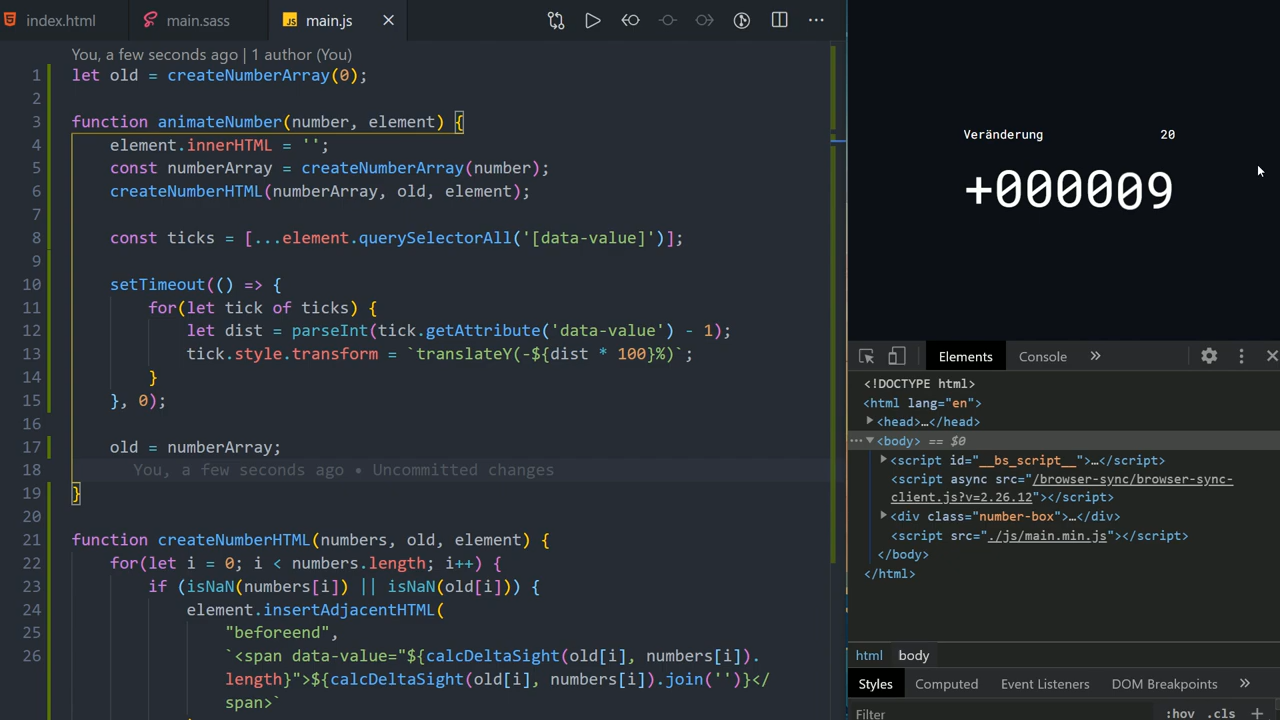 index.html
main.sass
JS main.js
You, a few seconds ago | 1 author (You)
1 let old = createNumberArray(0);
2
3 function animateNumber(number, element) {
4 element.innerHTML = '';
5 const numberArray = createNumberArray(number);
6 createNumberHTML(numberArray, old, element);
7
8 const ticks = [...element.querySelectorAll('[data-value]')];
9
10 setTimeout(() => {
11 for(let tick of ticks) {
12 let dist = parseInt(tick.getAttribute('data-value') - 1);
13 tick.style.transform = `translateY(-${dist * 100}%)`;
14 }
15 }, 0);
16
17 old = numberArray;
18 You, a few seconds ago • Uncommitted changes
19 }
20
21 function createNumberHTML(numbers, old, element) {
22 for(let i = 0; i < numbers.length; i++) {
23 if (isNaN(numbers[i]) || isNaN(old[i])) {
24 element.insertAdjacentHTML(
25 "beforeend",
26 `<span data-value="${calcDeltaSight(old[i], numbers[i]).
length}">${calcDeltaSight(old[i], numbers[i]).join('')}</
span>`
Veränderung 20
+000009
Elements Console »
<!DOCTYPE html>
<html lang="en">
<head>…</head>
<body> == $0
<script id="__bs_script__">…</script>
<script async src="/browser-sync/browser-sync-
client.js?v=2.26.12"></script>
<div class="number-box">…</div>
<script src="./js/main.min.js"></script>
</body>
</html>
html body
Styles Computed Event Listeners DOM Breakpoints »
Filter :hov .cls +